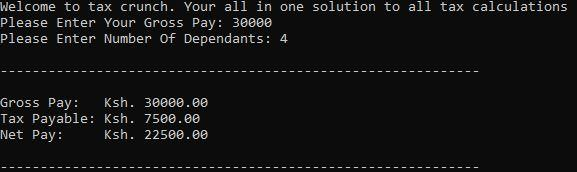 Welcome to tax crunch. Your all in one solution to all tax calculations
Please Enter Your Gross Pay: 30000
Please Enter Number Of Dependants: 4
------------------------------------------------------------
Gross Pay:   Ksh. 30000.00
Tax Payable: Ksh. 7500.00
Net Pay:     Ksh. 22500.00
------------------------------------------------------------